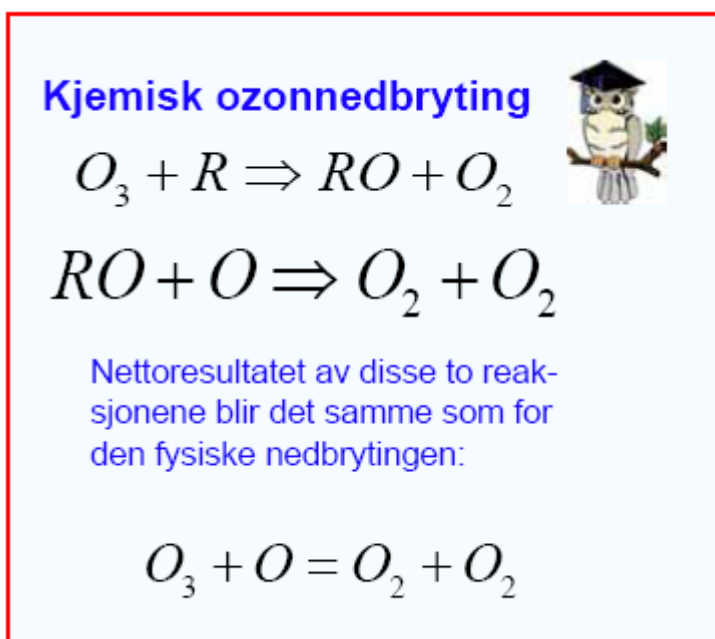 Kjemisk ozonnedbryting
O₃ + R ⇒ RO + O₂
RO + O ⇒ O₂ + O₂
Nettoresultatet av disse to reak-
sjonene blir det samme som for
den fysiske nedbrytingen:
O₃ + O = O₂ + O₂